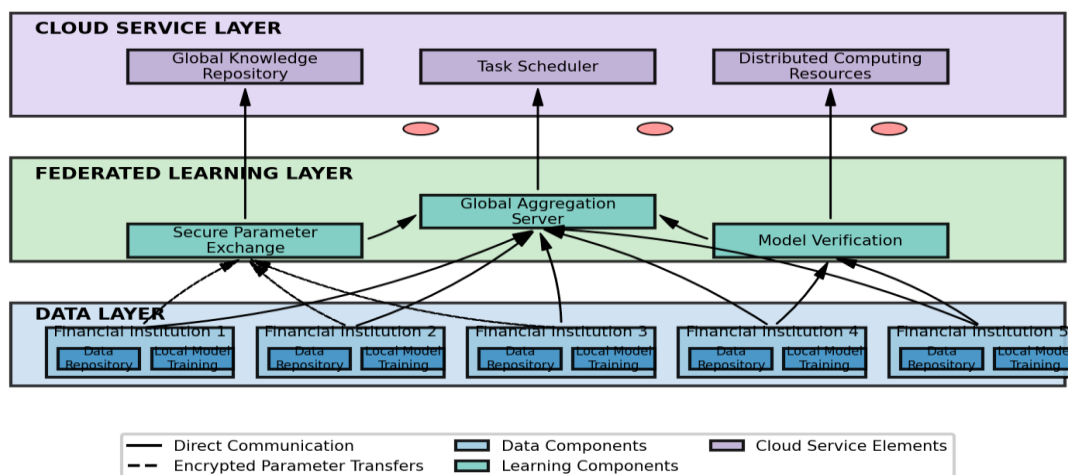 CLOUD SERVICE LAYER
Global Knowledge
Repository
Task Scheduler
Distributed Computing
Resources
FEDERATED LEARNING LAYER
Global Aggregation
Server
Secure Parameter
Exchange
Model Verification
DATA LAYER
Financial Institution 1
Financial Institution 2
Financial Institution 3
Financial Institution 4
Financial Institution 5
Data
Repository
Local Model
Training
Data
Repository
Local Model
Training
Data
Repository
Local Model
Training
Data
Repository
Local Model
Training
Data
Repository
Local Model
Training
Direct Communication
Encrypted Parameter Transfers
Data Components
Learning Components
Cloud Service Elements